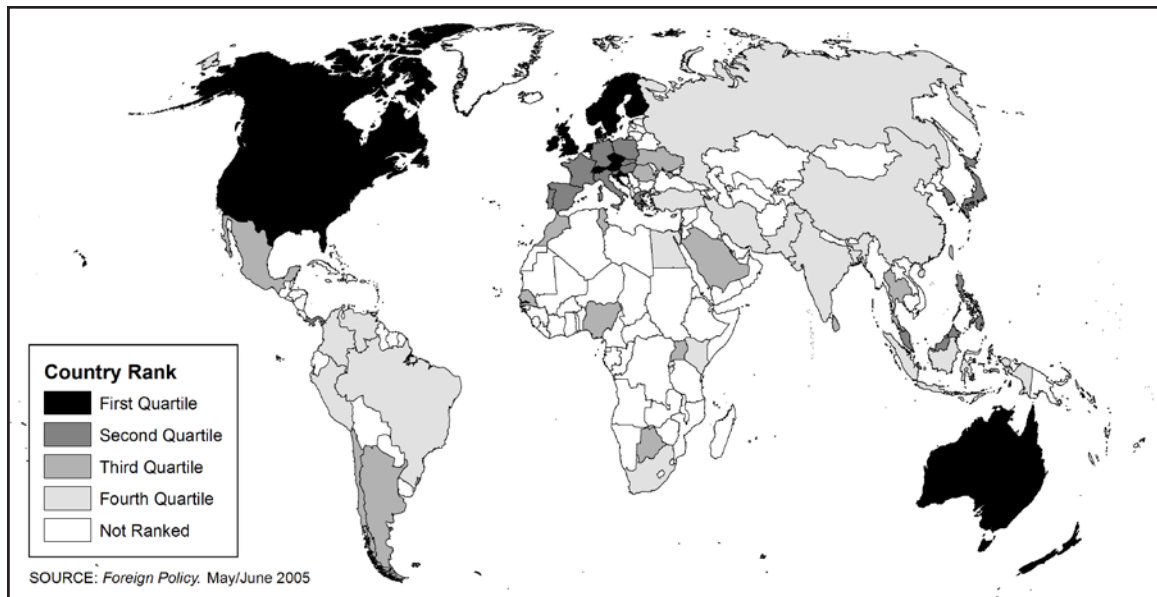 Country Rank
First Quartile
Second Quartile
Third Quartile
Fourth Quartile
Not Ranked
SOURCE: Foreign Policy. May/June 2005